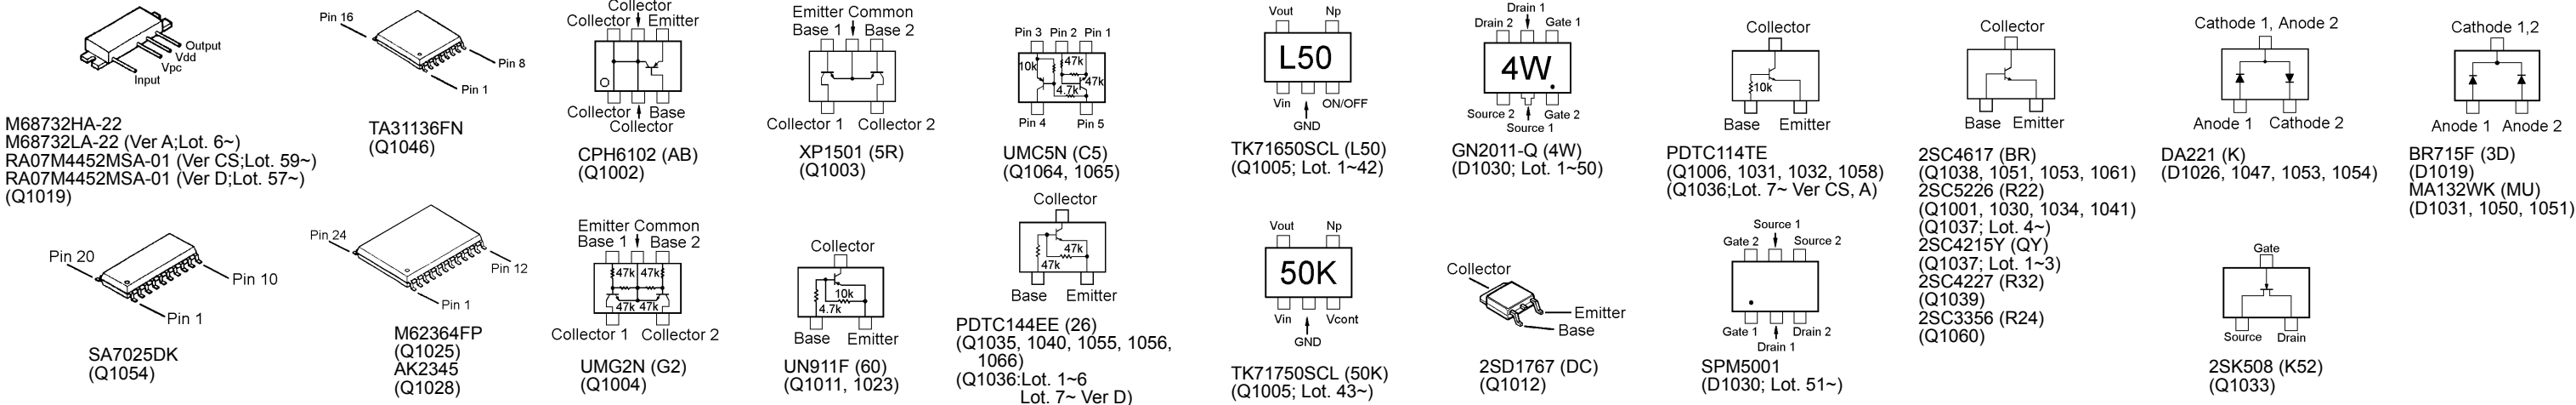 Output
Vdd
Vpc
Input
M68732HA-22
M68732LA-22 (Ver A;Lot. 6~)
RA07M4452MSA-01 (Ver CS;Lot. 59~)
RA07M4452MSA-01 (Ver D;Lot. 57~)
(Q1019)
Pin 20
Pin 10
Pin 1
SA7025DK
(Q1054)
Pin 16
Pin 8
Pin 1
TA31136FN
(Q1046)
Pin 24
Pin 12
Pin 1
M62364FP
(Q1025)
AK2345
(Q1028)
Collector
Collector Emitter
Collector Base
Collector
CPH6102 (AB)
(Q1002)
Emitter Common
Base 1 Base 2
47k 47k
47k 47k
Collector 1 Collector 2
UMG2N (G2)
(Q1004)
Emitter Common
Base 1 Base 2
Collector 1 Collector 2
XP1501 (5R)
(Q1003)
Collector
10k
4.7k
Base Emitter
UN911F (60)
(Q1011, 1023)
Pin 3 Pin 2 Pin 1
10k 47k
47k
4.7k
Pin 4 Pin 5
UMC5N (C5)
(Q1064, 1065)
Collector
47k
47k
Base Emitter
PDTC144EE (26)
(Q1035, 1040, 1055, 1056,
1066)
(Q1036:Lot. 1~6
Lot. 7~ Ver D)
Vout Np
L50
Vin ON/OFF
GND
TK71650SCL (L50)
(Q1005; Lot. 1~42)
Vout Np
50K
Vin Vcont
GND
TK71750SCL (50K)
(Q1005; Lot. 43~)
Drain 1
Drain 2 Gate 1
4W
Source 2 Gate 2
Source 1
GN2011-Q (4W)
(D1030; Lot. 1~50)
Collector
Emitter
Base
2SD1767 (DC)
(Q1012)
Collector
10k
Base Emitter
PDTC114TE
(Q1006, 1031, 1032, 1058)
(Q1036;Lot. 7~ Ver CS, A)
Source 1
Gate 2 Source 2
Gate 1 Drain 2
Drain 1
SPM5001
(D1030; Lot. 51~)
Collector
Base Emitter
2SC4617 (BR)
(Q1038, 1051, 1053, 1061)
2SC5226 (R22)
(Q1001, 1030, 1034, 1041)
(Q1037; Lot. 4~)
2SC4215Y (QY)
(Q1037; Lot. 1~3)
2SC4227 (R32)
(Q1039)
2SC3356 (R24)
(Q1060)
Cathode 1, Anode 2
Anode 1 Cathode 2
DA221 (K)
(D1026, 1047, 1053, 1054)
Gate
Source Drain
2SK508 (K52)
(Q1033)
Cathode 1,2
Anode 1 Anode 2
BR715F (3D)
(D1019)
MA132WK (MU)
(D1031, 1050, 1051)